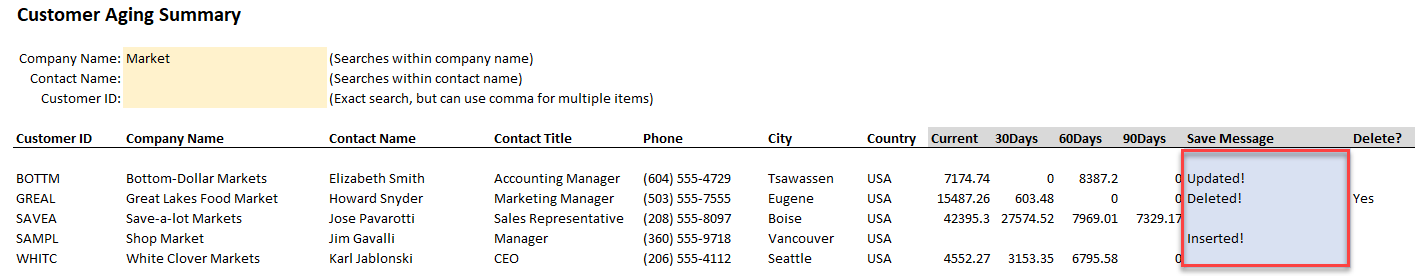 Customer Aging Summary
Company Name: Market (Searches within company name)
Contact Name: (Searches within contact name)
Customer ID: (Exact search, but can use comma for multiple items)
Customer ID Company Name Contact Name Contact Title Phone City Country Current 30Days 60Days 90Days Save Message Delete?
BOTTM Bottom-Dollar Markets Elizabeth Smith Accounting Manager (604) 555-4729 Tsawassen USA 7174.74 0 8387.2 0 Updated!
GREAL Great Lakes Food Market Howard Snyder Marketing Manager (503) 555-7555 Eugene USA 15487.26 603.48 0 0 Deleted! Yes
SAVEA Save-a-lot Markets Jose Pavarotti Sales Representative (208) 555-8097 Boise USA 42395.3 27574.52 7969.01 7329.17
SAMPL Shop Market Jim Gavalli Manager (360) 555-9718 Vancouver USA Inserted!
WHITC White Clover Markets Karl Jablonski CEO (206) 555-4112 Seattle USA 4552.27 3153.35 6795.58 0